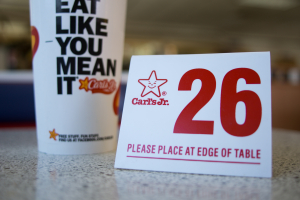 EAT
LIKE
YOU
MEAN
IT
Carl's Jr.
Carl's Jr.
26
PLEASE PLACE AT EDGE OF TABLE